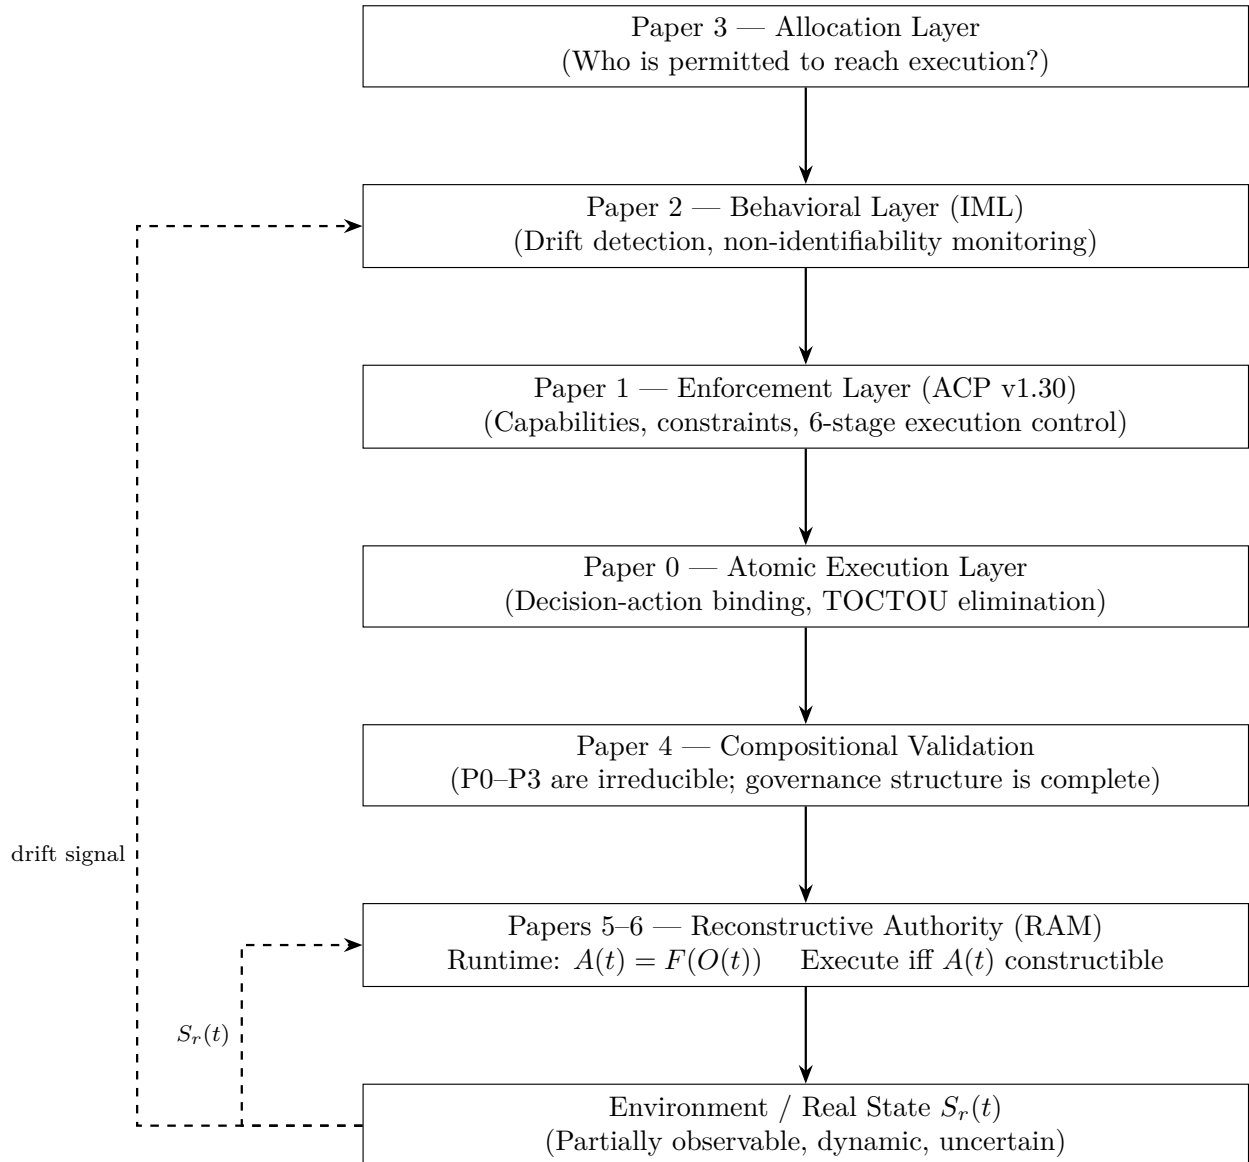 Paper 3 — Allocation Layer
(Who is permitted to reach execution?)
Paper 2 — Behavioral Layer (IML)
(Drift detection, non-identifiability monitoring)
Paper 1 — Enforcement Layer (ACP v1.30)
(Capabilities, constraints, 6-stage execution control)
Paper 0 — Atomic Execution Layer
(Decision-action binding, TOCTOU elimination)
Paper 4 — Compositional Validation
(P0–P3 are irreducible; governance structure is complete)
drift signal
Papers 5–6 — Reconstructive Authority (RAM)
Runtime: A(t) = F(O(t)) Execute iff A(t) constructible
S_r(t)
Environment / Real State S_r(t)
(Partially observable, dynamic, uncertain)